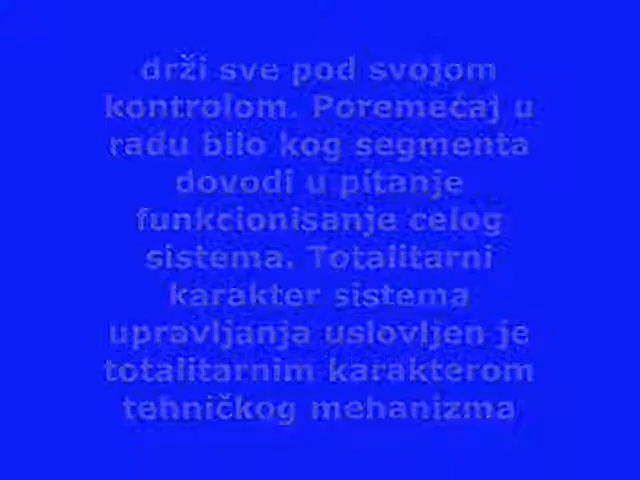 drži sve pod svojom
kontrolom. Poremećaj u
radu bilo kog segmenta
dovodi u pitanje
funkcionisanje celog
sistema. Totalitarni
karakter sistema
upravljanja uslovljen je
totalitarnim karakterom
tehničkog mehanizma